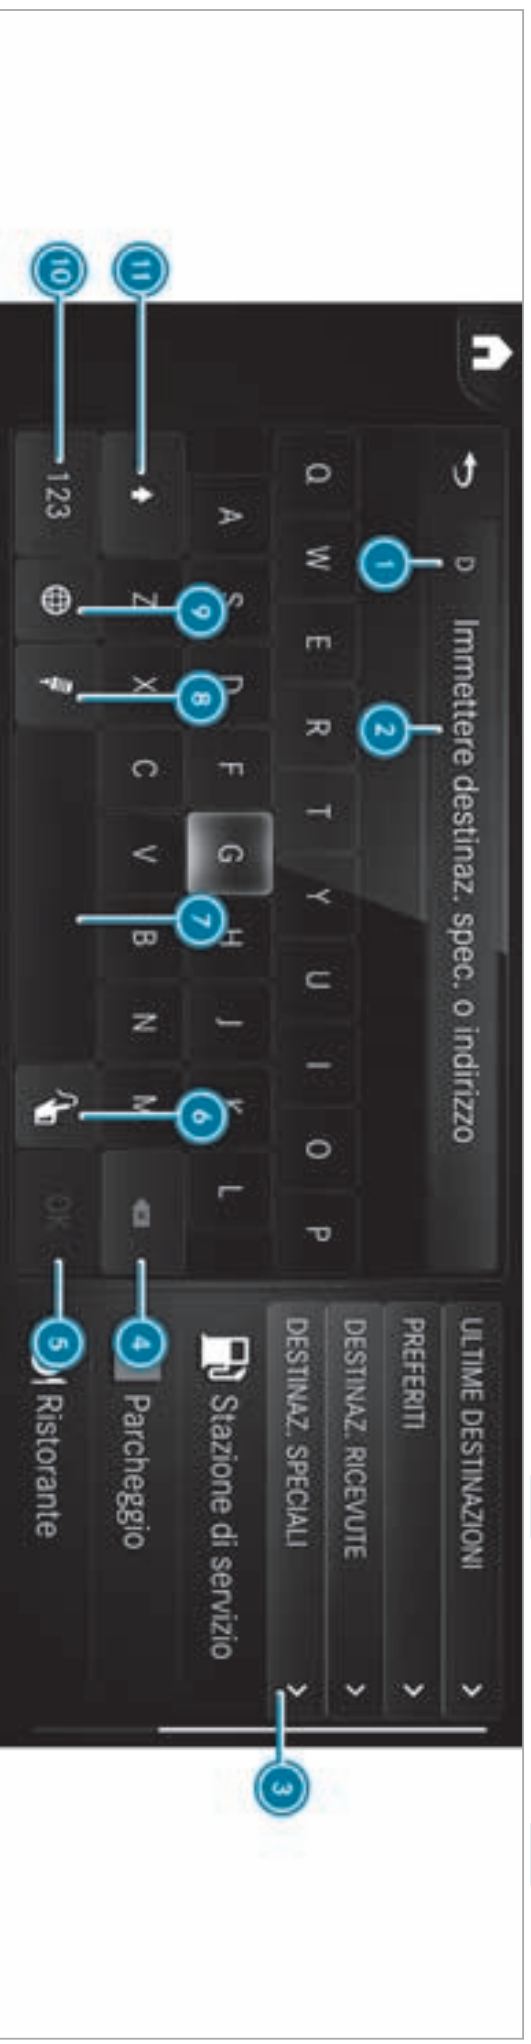 D Immettere destinaz. spec. o indirizzo
1
2
Q W E R T Y U I O P
A S D F G H J K L
11
Z X C V B N M
10
123
OK
9
8
7
6
4
5
ULTIME DESTINAZIONI
PREFERITI
DESTINAZ. RICEVUTE
DESTINAZ. SPECIALI
3
Stazione di servizio
Parcheggio
Ristorante